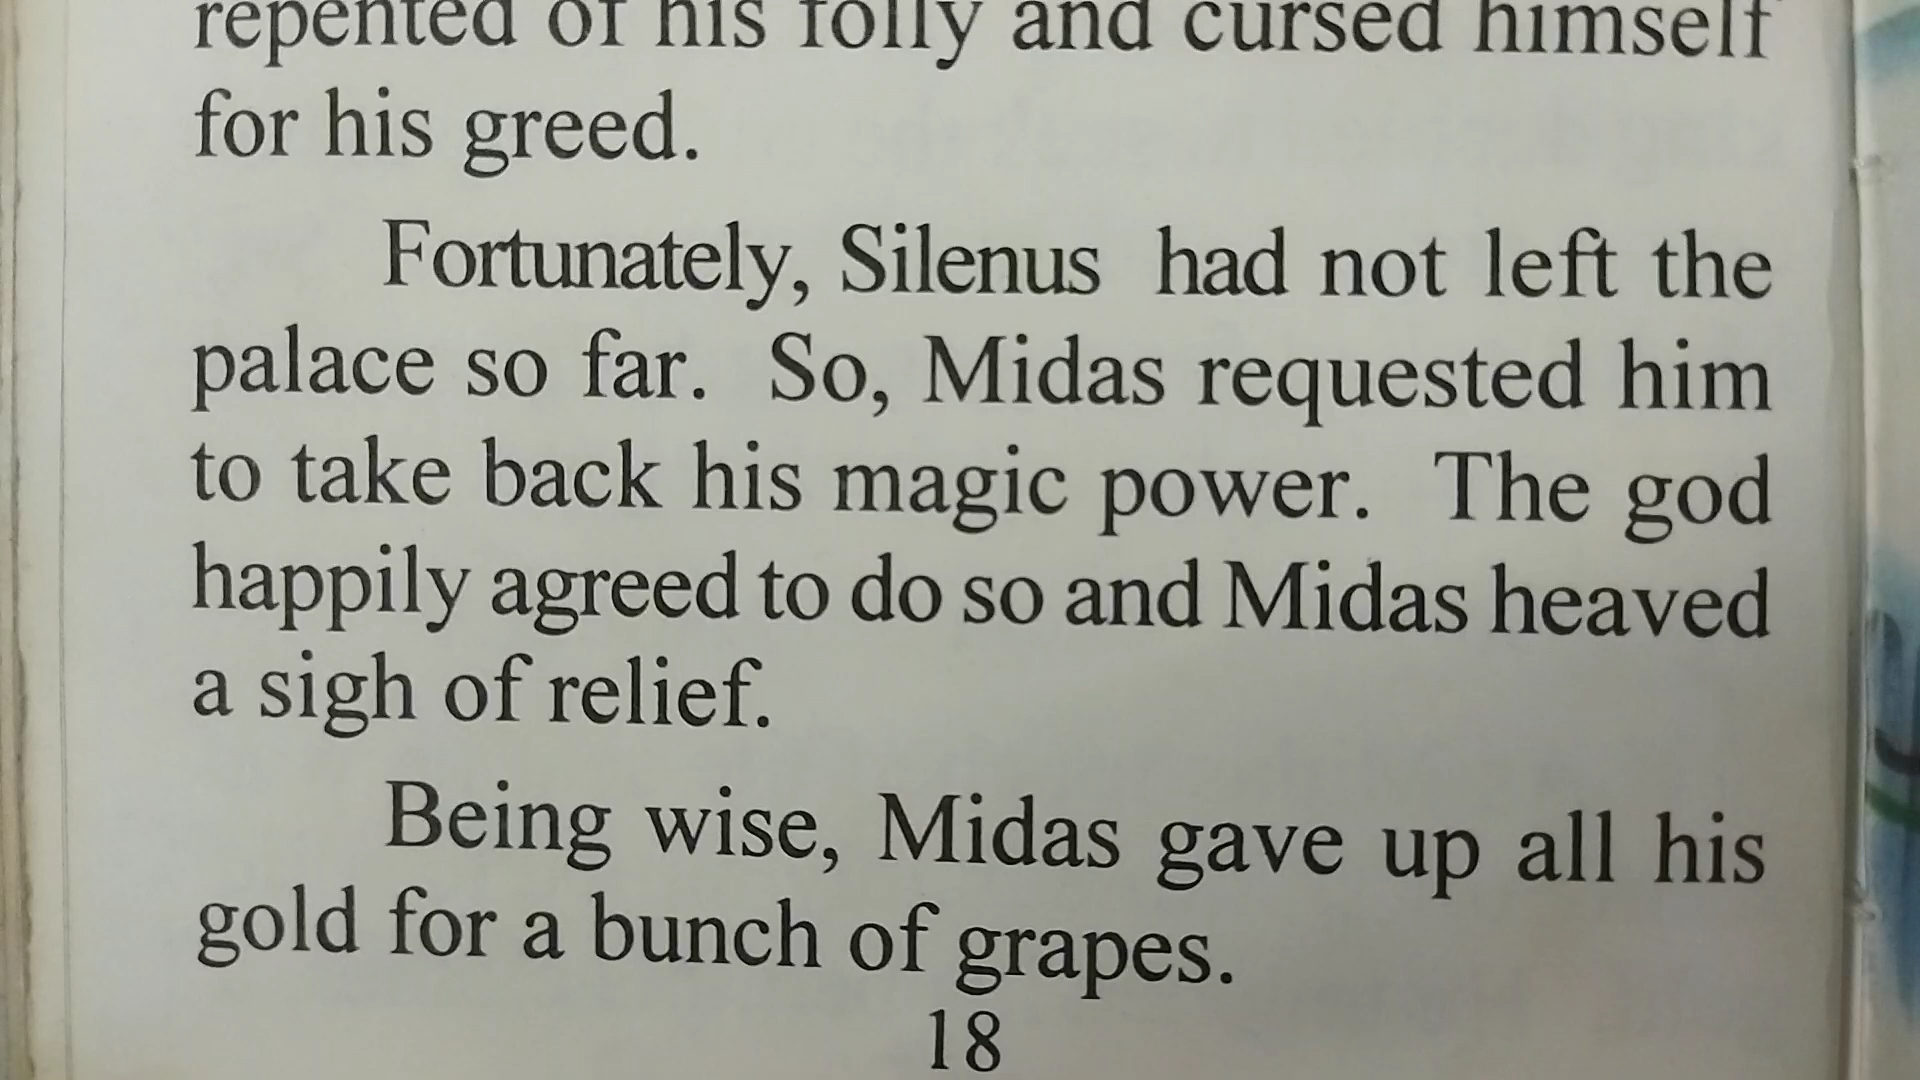 repented of his folly and cursed himself
for his greed.
Fortunately, Silenus had not left the
palace so far. So, Midas requested him
to take back his magic power. The god
happily agreed to do so and Midas heaved
a sigh of relief.
Being wise, Midas gave up all his
gold for a bunch of grapes.
18